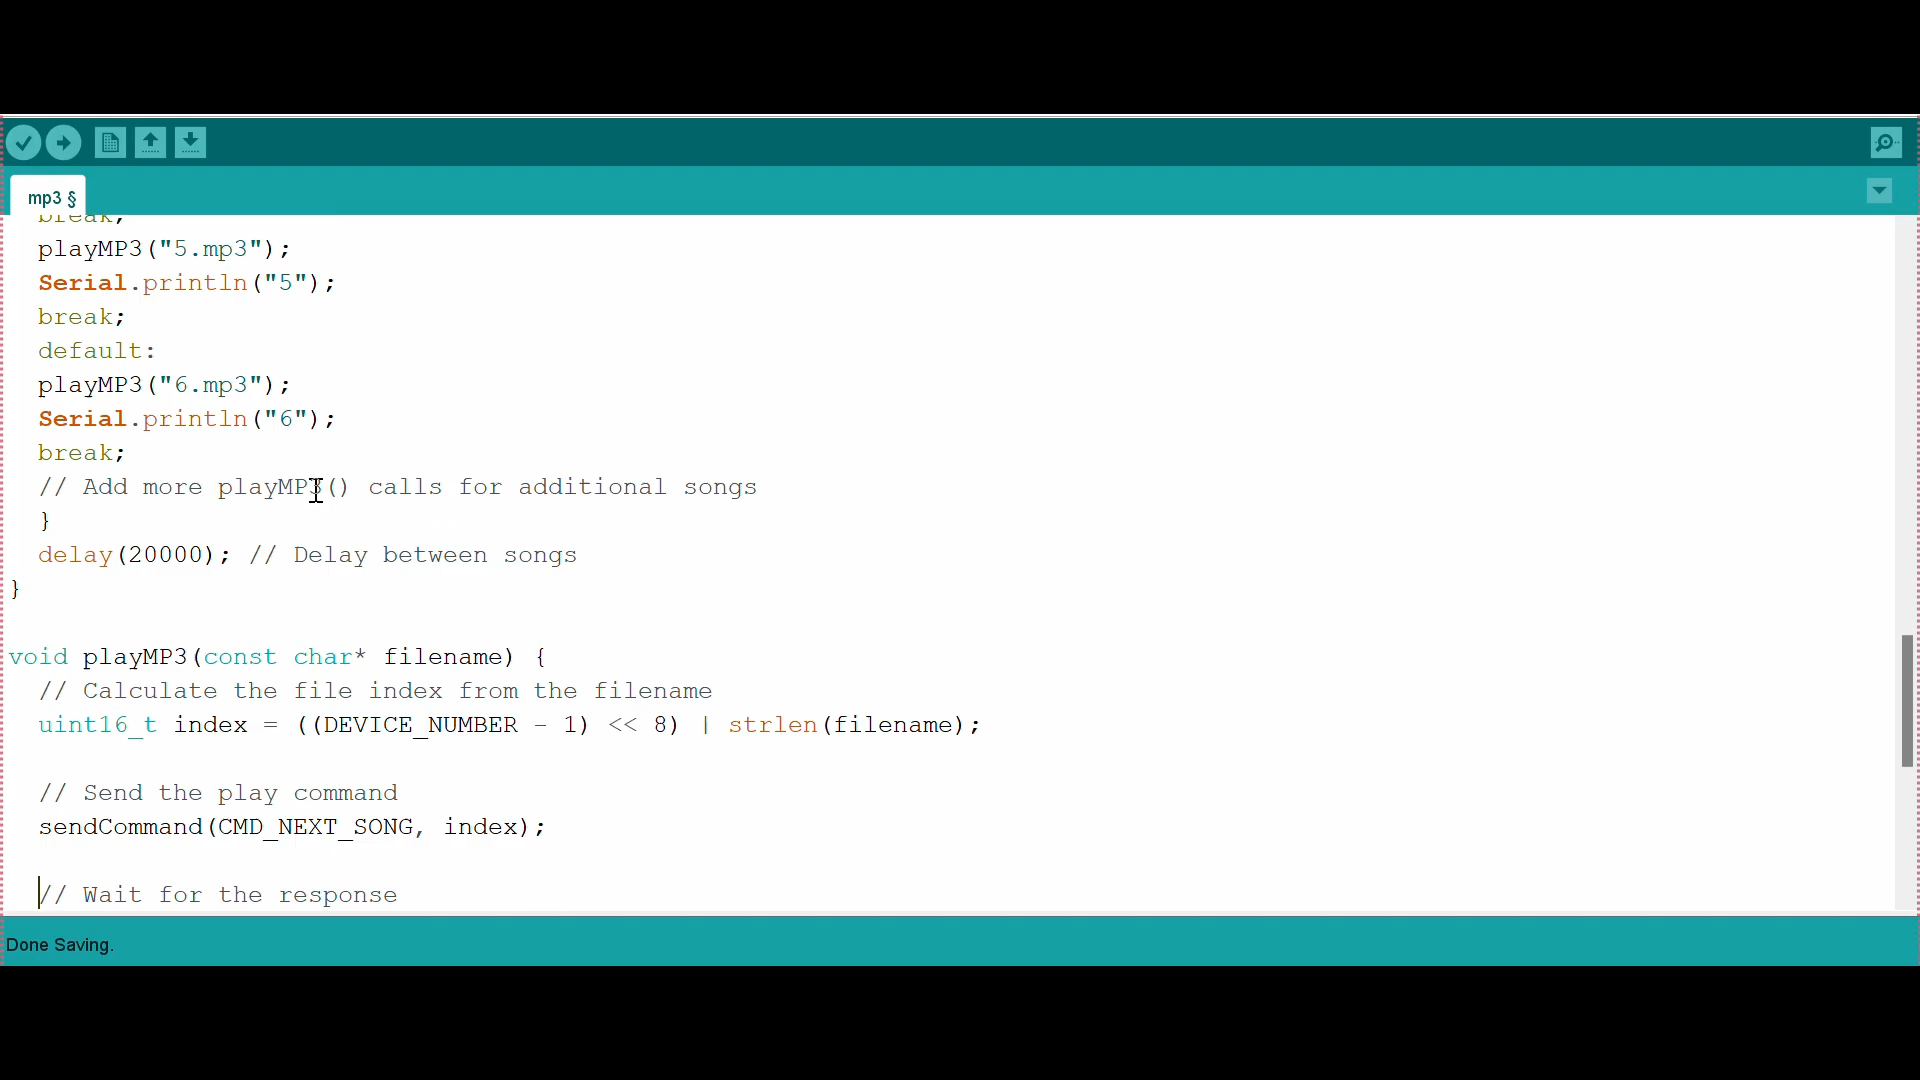 mp3 §
break;
playMP3("5.mp3");
Serial.println("5");
break;
default:
playMP3("6.mp3");
Serial.println("6");
break;
// Add more playMP3() calls for additional songs
}
delay(20000); // Delay between songs
}
void playMP3(const char* filename) {
// Calculate the file index from the filename
uint16_t index = ((DEVICE_NUMBER - 1) << 8) | strlen(filename);
// Send the play command
sendCommand(CMD_NEXT_SONG, index);
// Wait for the response
Done Saving.